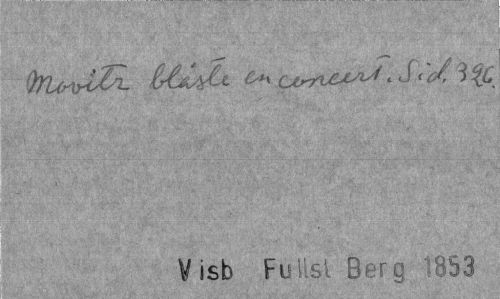 Movitz blåste en concert. Sid. 326.
Visb Fullst Berg 1853